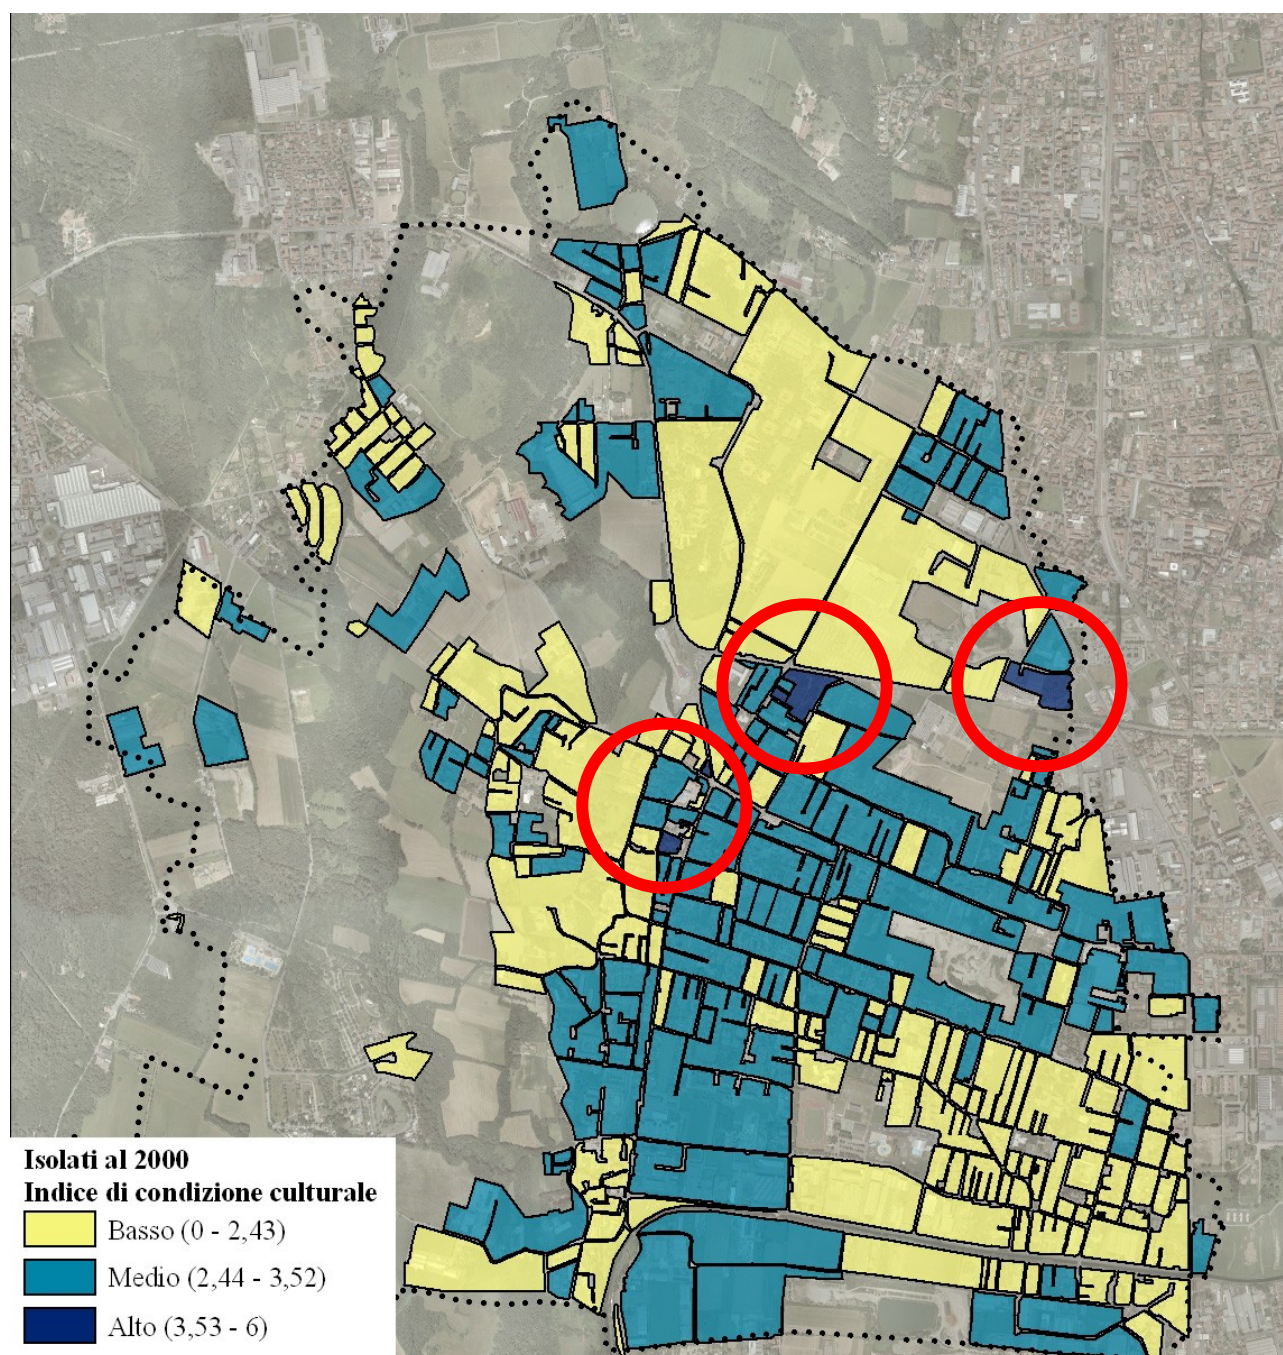 Isolati al 2000
Indice di condizione culturale
Basso (0 - 2,43)
Medio (2,44 - 3,52)
Alto (3,53 - 6)